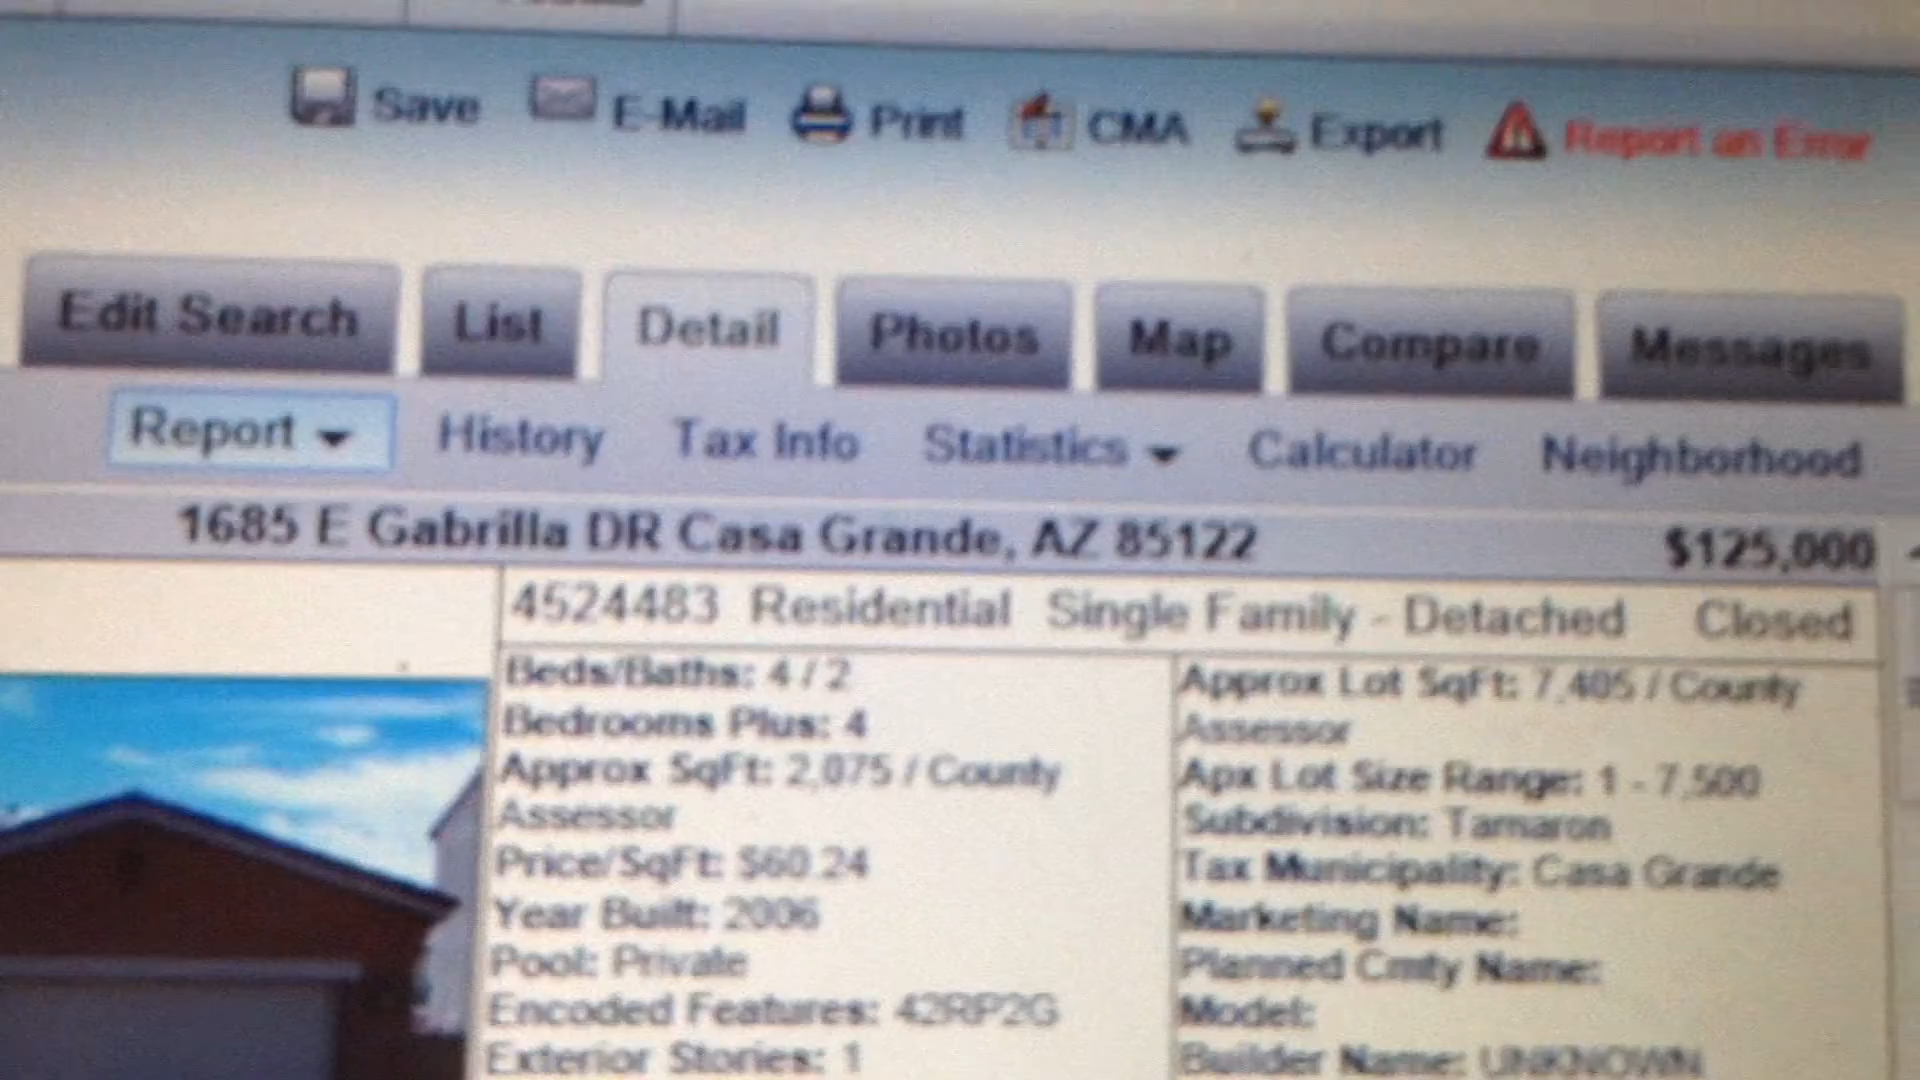 Save E-Mail Print CMA Export Report an Error
Edit Search List Detail Photos Map Compare Messages
Report History Tax Info Statistics Calculator Neighborhood
1685 E Gabrilla DR Casa Grande, AZ 85122 $125,000
4524483 Residential Single Family - Detached Closed
Beds/Baths: 4 / 2
Bedrooms Plus: 4
Approx SqFt: 2,075 / County
Assessor
Price/SqFt: $60.24
Year Built: 2006
Pool: Private
Encoded Features: 42RP2G
Exterior Stories: 1
Approx Lot SqFt: 7,405 / County
Assessor
Apx Lot Size Range: 1 - 7,500
Subdivision: Tamaron
Tax Municipality: Casa Grande
Marketing Name:
Planned Cmty Name:
Model:
Builder Name: UNKNOWN